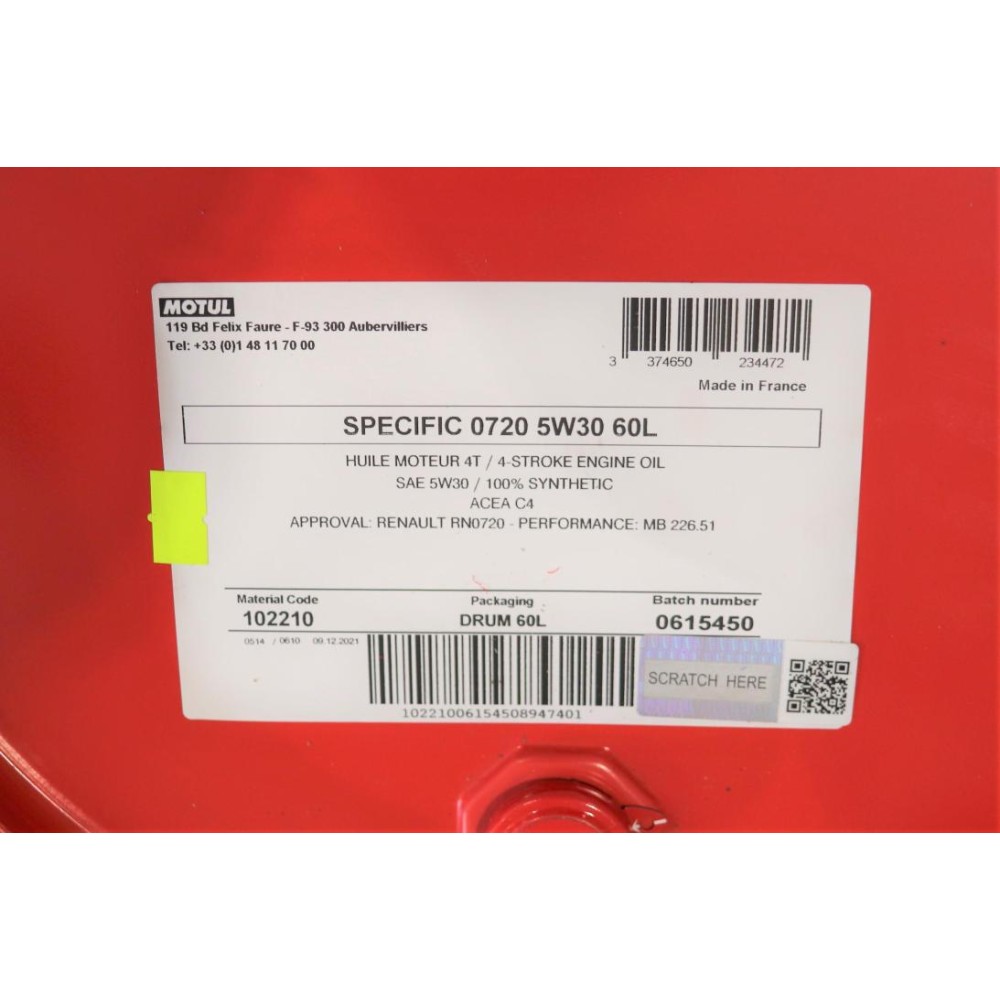 MOTUL
119 Bd Felix Faure - F-93 300 Aubervilliers
Tel: +33 (0)1 48 11 70 00
3 374650 234472
Made in France
SPECIFIC 0720 5W30 60L
HUILE MOTEUR 4T / 4-STROKE ENGINE OIL
SAE 5W30 / 100% SYNTHETIC
ACEA C4
APPROVAL: RENAULT RN0720 - PERFORMANCE: MB 226.51
Material Code Packaging Batch number
102210 DRUM 60L 0615450
0514 / 0610 09.12.2021
SCRATCH HERE
10221006154508947401